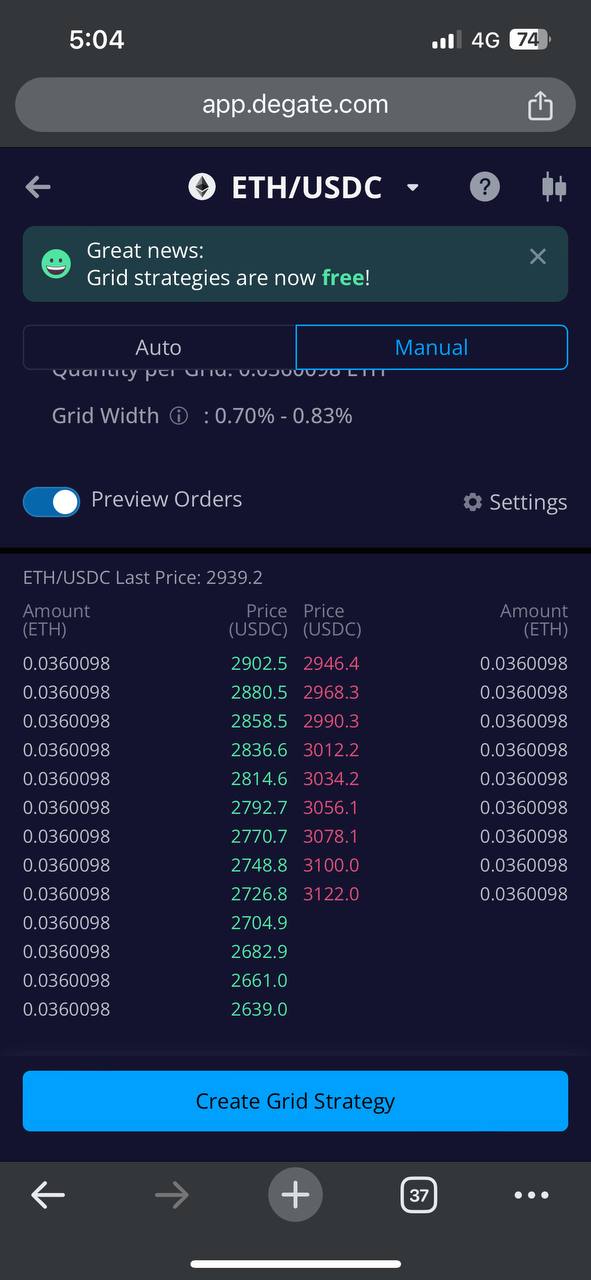 5:04
4G 74
app.degate.com
ETH/USDC
?
Great news:
Grid strategies are now free!
Auto Manual
Quantity per Grid: 0.0360098 ETH
Grid Width ⓘ : 0.70% - 0.83%
Preview Orders Settings
ETH/USDC Last Price: 2939.2
Amount Price Price Amount
(ETH) (USDC) (USDC) (ETH)
0.0360098 2902.5 2946.4 0.0360098
0.0360098 2880.5 2968.3 0.0360098
0.0360098 2858.5 2990.3 0.0360098
0.0360098 2836.6 3012.2 0.0360098
0.0360098 2814.6 3034.2 0.0360098
0.0360098 2792.7 3056.1 0.0360098
0.0360098 2770.7 3078.1 0.0360098
0.0360098 2748.8 3100.0 0.0360098
0.0360098 2726.8 3122.0 0.0360098
0.0360098 2704.9
0.0360098 2682.9
0.0360098 2661.0
0.0360098 2639.0
Create Grid Strategy
37